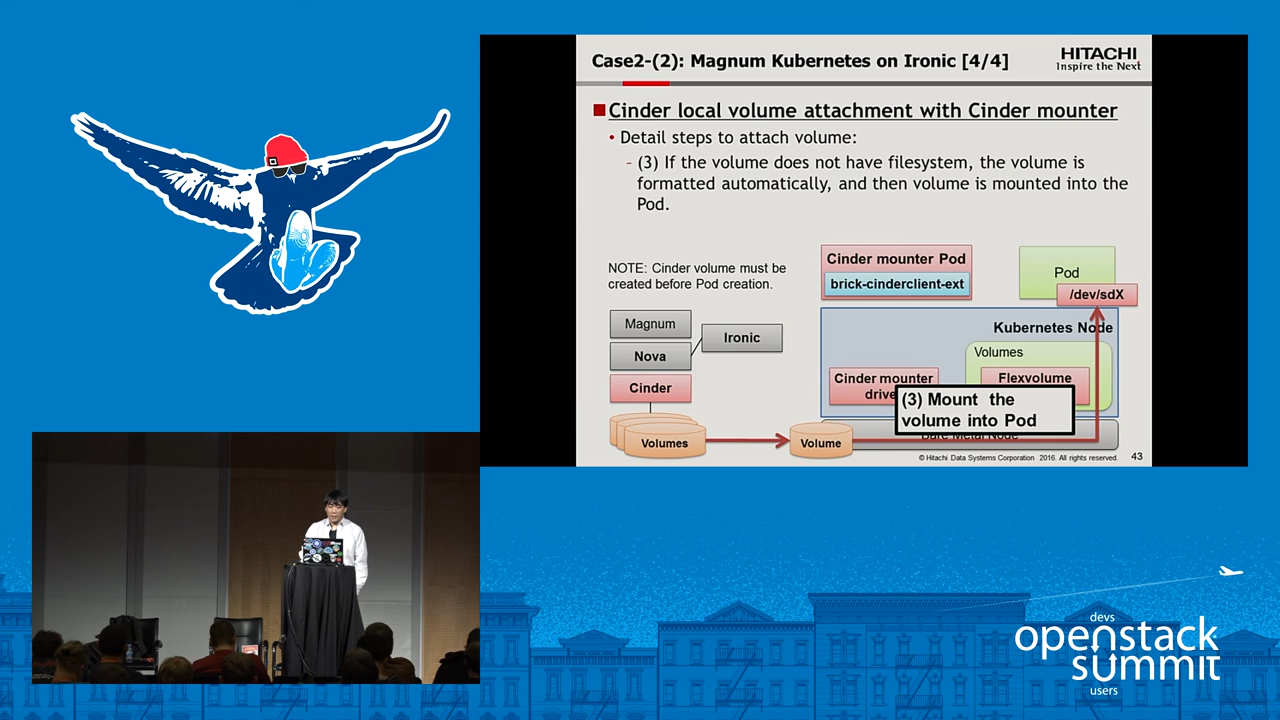 Case2-(2): Magnum Kubernetes on Ironic [4/4]
HITACHI
Inspire the Next
Cinder local volume attachment with Cinder mounter
• Detail steps to attach volume:
- (3) If the volume does not have filesystem, the volume is
formatted automatically, and then volume is mounted into the
Pod.
NOTE: Cinder volume must be
created before Pod creation.
Cinder mounter Pod
brick-cinderclient-ext
Pod
/dev/sdX
Magnum
Nova
Ironic
Cinder
Volumes
Volume
Kubernetes Node
Volumes
Cinder mounter
Flexvolume
(3) Mount the
volume into Pod
Bare Metal Node
© Hitachi Data Systems Corporation 2016. All rights reserved.
43
devs
openstack
summit
users